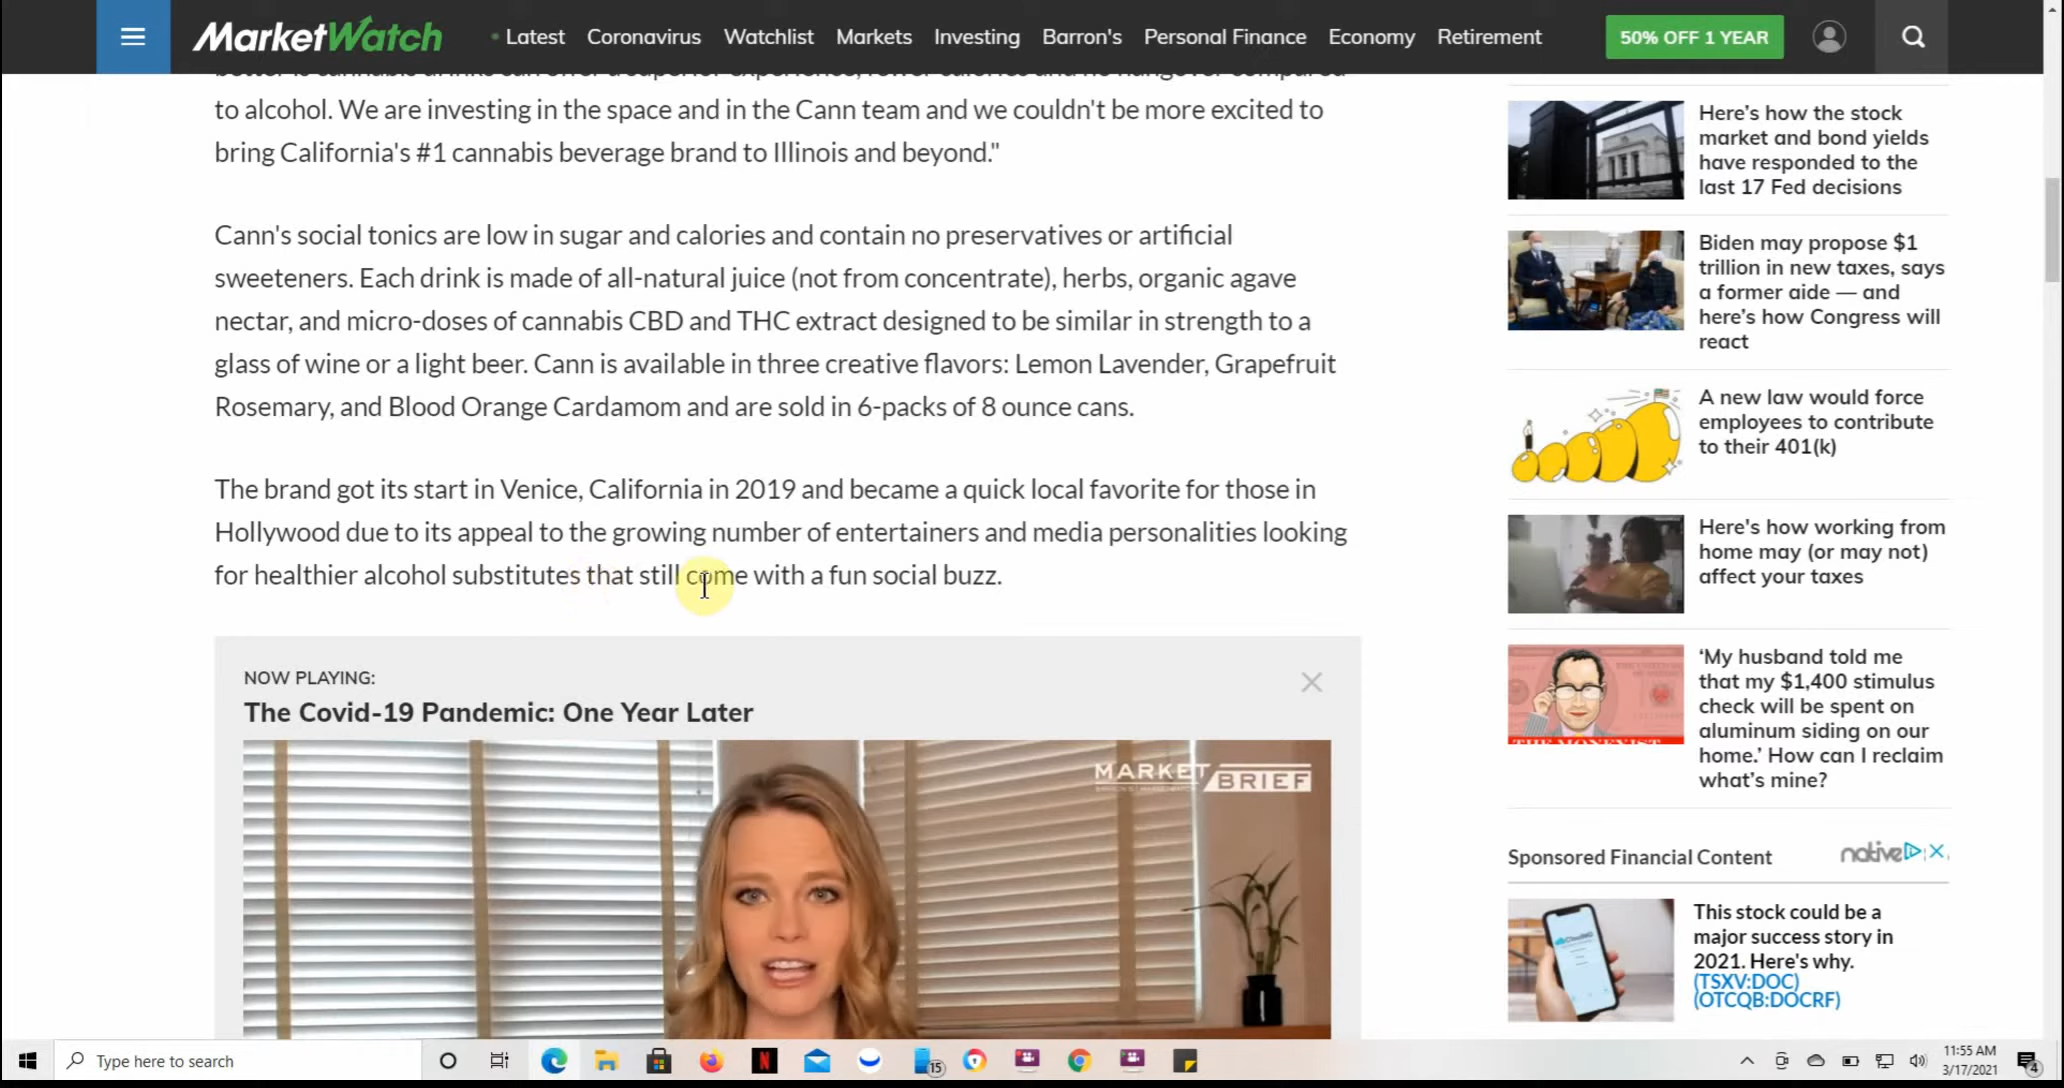 MarketWatch
Latest
Coronavirus
Watchlist
Markets
Investing
Barron's
Personal Finance
Economy
Retirement
50% OFF 1 YEAR
to alcohol. We are investing in the space and in the Cann team and we couldn't be more excited to
bring California's #1 cannabis beverage brand to Illinois and beyond."
Cann's social tonics are low in sugar and calories and contain no preservatives or artificial
sweeteners. Each drink is made of all-natural juice (not from concentrate), herbs, organic agave
nectar, and micro-doses of cannabis CBD and THC extract designed to be similar in strength to a
glass of wine or a light beer. Cann is available in three creative flavors: Lemon Lavender, Grapefruit
Rosemary, and Blood Orange Cardamom and are sold in 6-packs of 8 ounce cans.
The brand got its start in Venice, California in 2019 and became a quick local favorite for those in
Hollywood due to its appeal to the growing number of entertainers and media personalities looking
for healthier alcohol substitutes that still come with a fun social buzz.
NOW PLAYING:
The Covid-19 Pandemic: One Year Later
MARKET BRIEF
Here's how the stock
market and bond yields
have responded to the
last 17 Fed decisions
Biden may propose $1
trillion in new taxes, says
a former aide — and
here's how Congress will
react
A new law would force
employees to contribute
to their 401(k)
Here's how working from
home may (or may not)
affect your taxes
‘My husband told me
that my $1,400 stimulus
check will be spent on
aluminum siding on our
home.’ How can I reclaim
what’s mine?
THE MONEYIST
Sponsored Financial Content
native
This stock could be a
major success story in
2021. Here's why.
(TSXV:DOC)
(OTCQB:DOCRF)
Type here to search
15
11:55 AM
3/17/2021
4